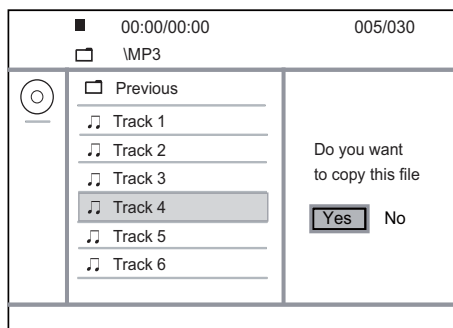 00:00/00:00 005/030
\MP3
Previous
Track 1
Track 2
Track 3
Track 4
Track 5
Track 6
Do you want
to copy this file
Yes No